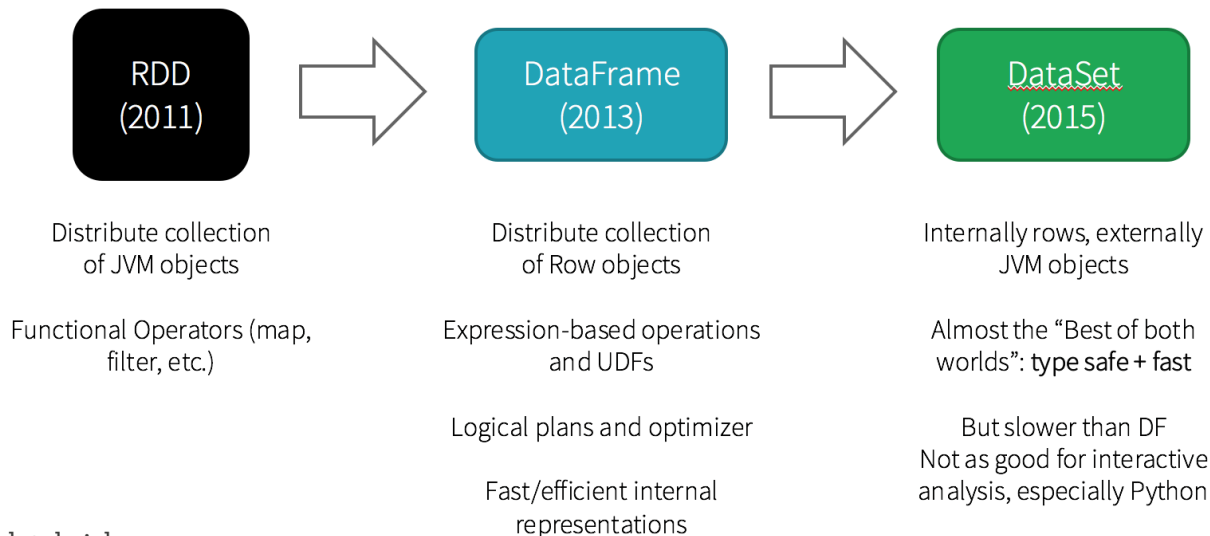 RDD
(2011)
DataFrame
(2013)
DataSet
(2015)
Distribute collection
of JVM objects
Functional Operators (map,
filter, etc.)
Distribute collection
of Row objects
Expression-based operations
and UDFs
Logical plans and optimizer
Fast/efficient internal
representations
Internally rows, externally
JVM objects
Almost the “Best of both
worlds”: type safe + fast
But slower than DF
Not as good for interactive
analysis, especially Python